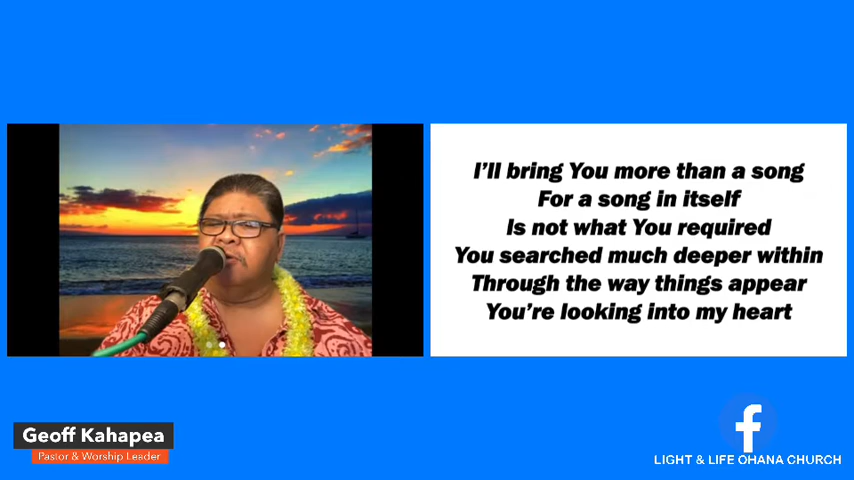 I'll bring You more than a song
For a song in itself
Is not what You required
You searched much deeper within
Through the way things appear
You're looking into my heart
Geoff Kahapea
Pastor & Worship Leader
LIGHT & LIFE OHANA CHURCH